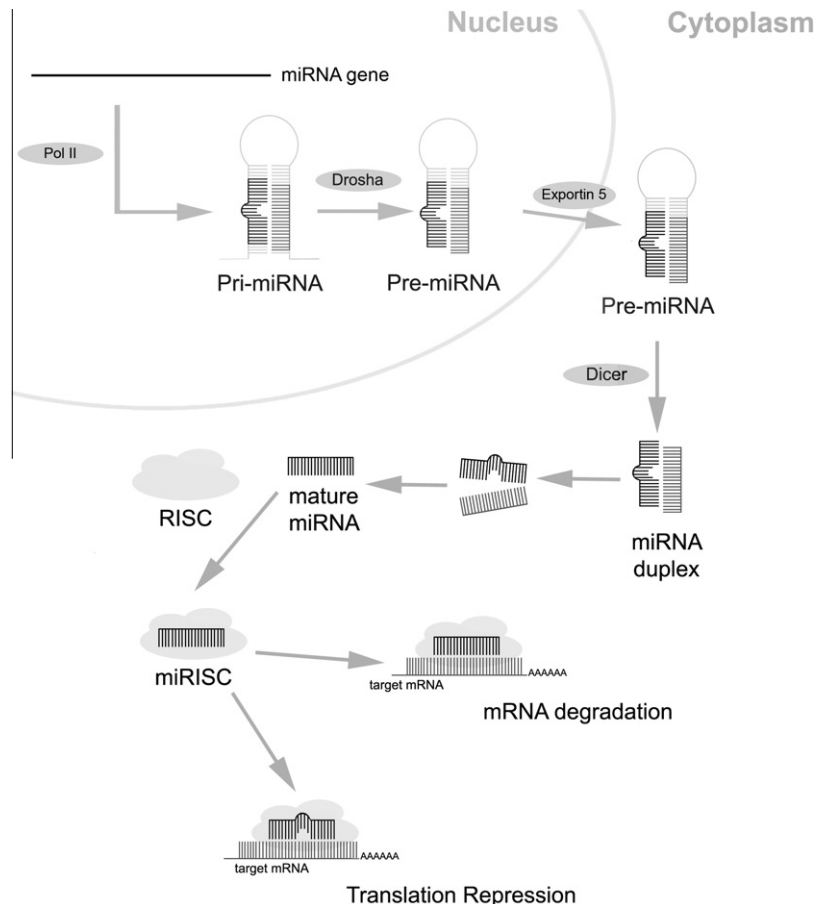 Nucleus
Cytoplasm
miRNA gene
Pol II
Drosha
Exportin 5
Pri-miRNA
Pre-miRNA
Pre-miRNA
Dicer
RISC
mature
miRNA
miRNA
duplex
miRISC
target mRNA
AAAAAA
mRNA degradation
target mRNA
AAAAAA
Translation Repression